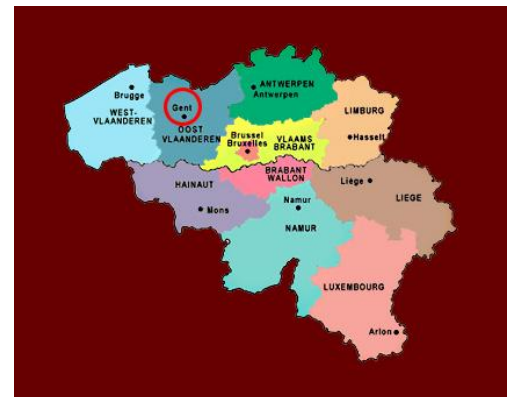 Brugge
WEST-
VLAANDEREN
Gent
OOST
VLAANDEREN
ANTWERPEN
Antwerpen
LIMBURG
Hasselt
Brussel
Bruxelles
VLAAMS
BRABANT
BRABANT
WALLON
HAINAUT
Mons
Namur
NAMUR
Liége
LIEGE
LUXEMBOURG
Arlon